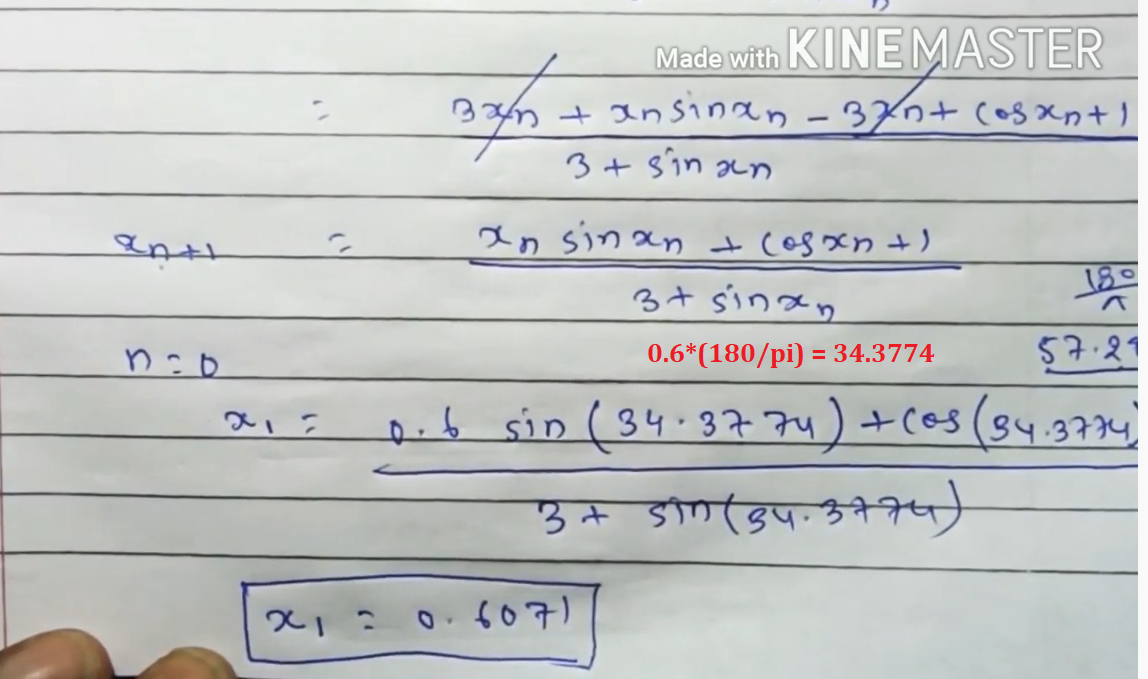 Made with KINEMASTER
= 3xn + xn sin xn - 3xn + cos xn + 1
3 + sin xn
xn+1 = xn sin xn + cos xn + 1
3 + sin xn
180
π
n = 0
0.6*(180/pi) = 34.3774
57.29
x1 = 0.6 sin (34.3774) + cos (34.3774)
3 + sin (34.3774)
x1 = 0.6071